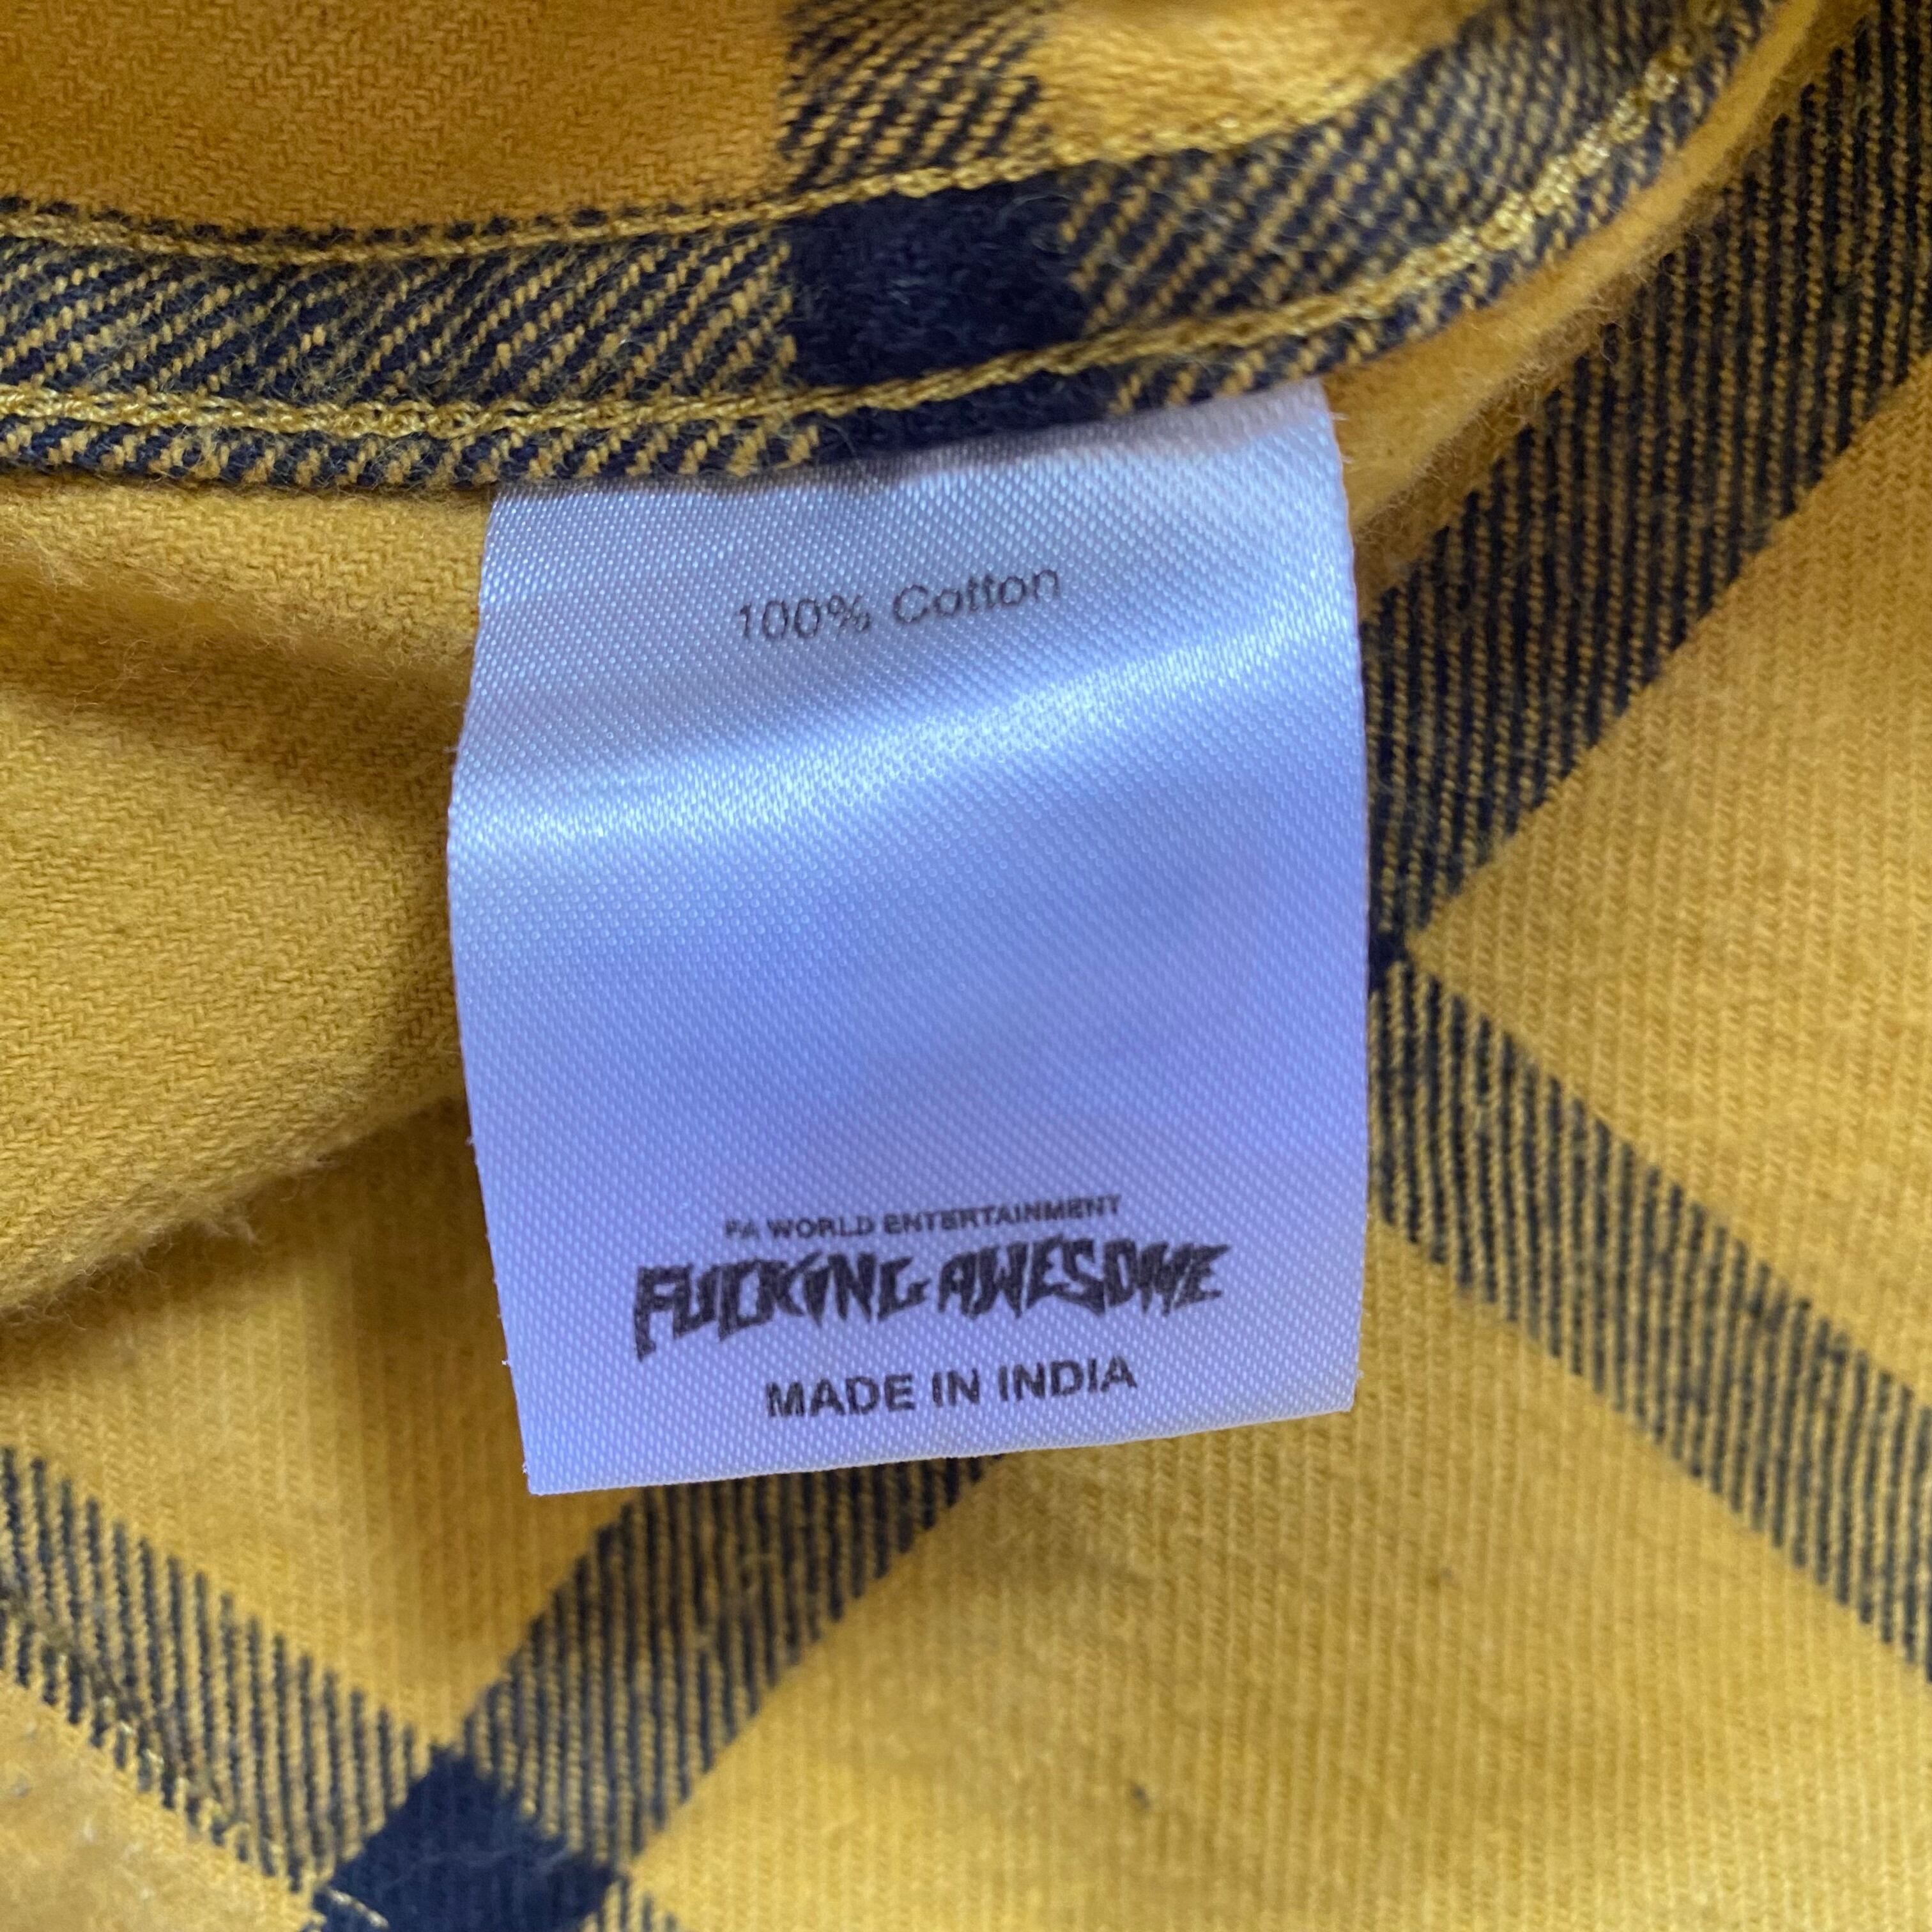 100% Cotton
FA WORLD ENTERTAINMENT
FUCKING AWESOME
MADE IN INDIA